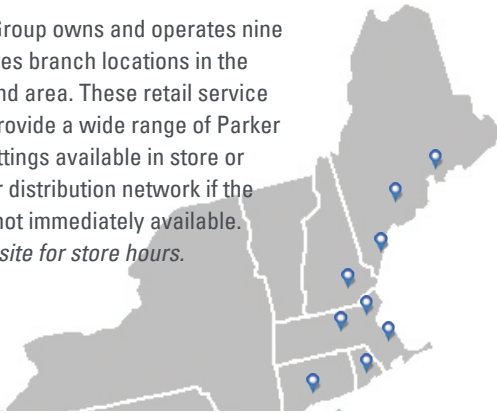 Group owns and operates nine
es branch locations in the
nd area. These retail service
rovide a wide range of Parker
ttings available in store or
r distribution network if the
not immediately available.
site for store hours.